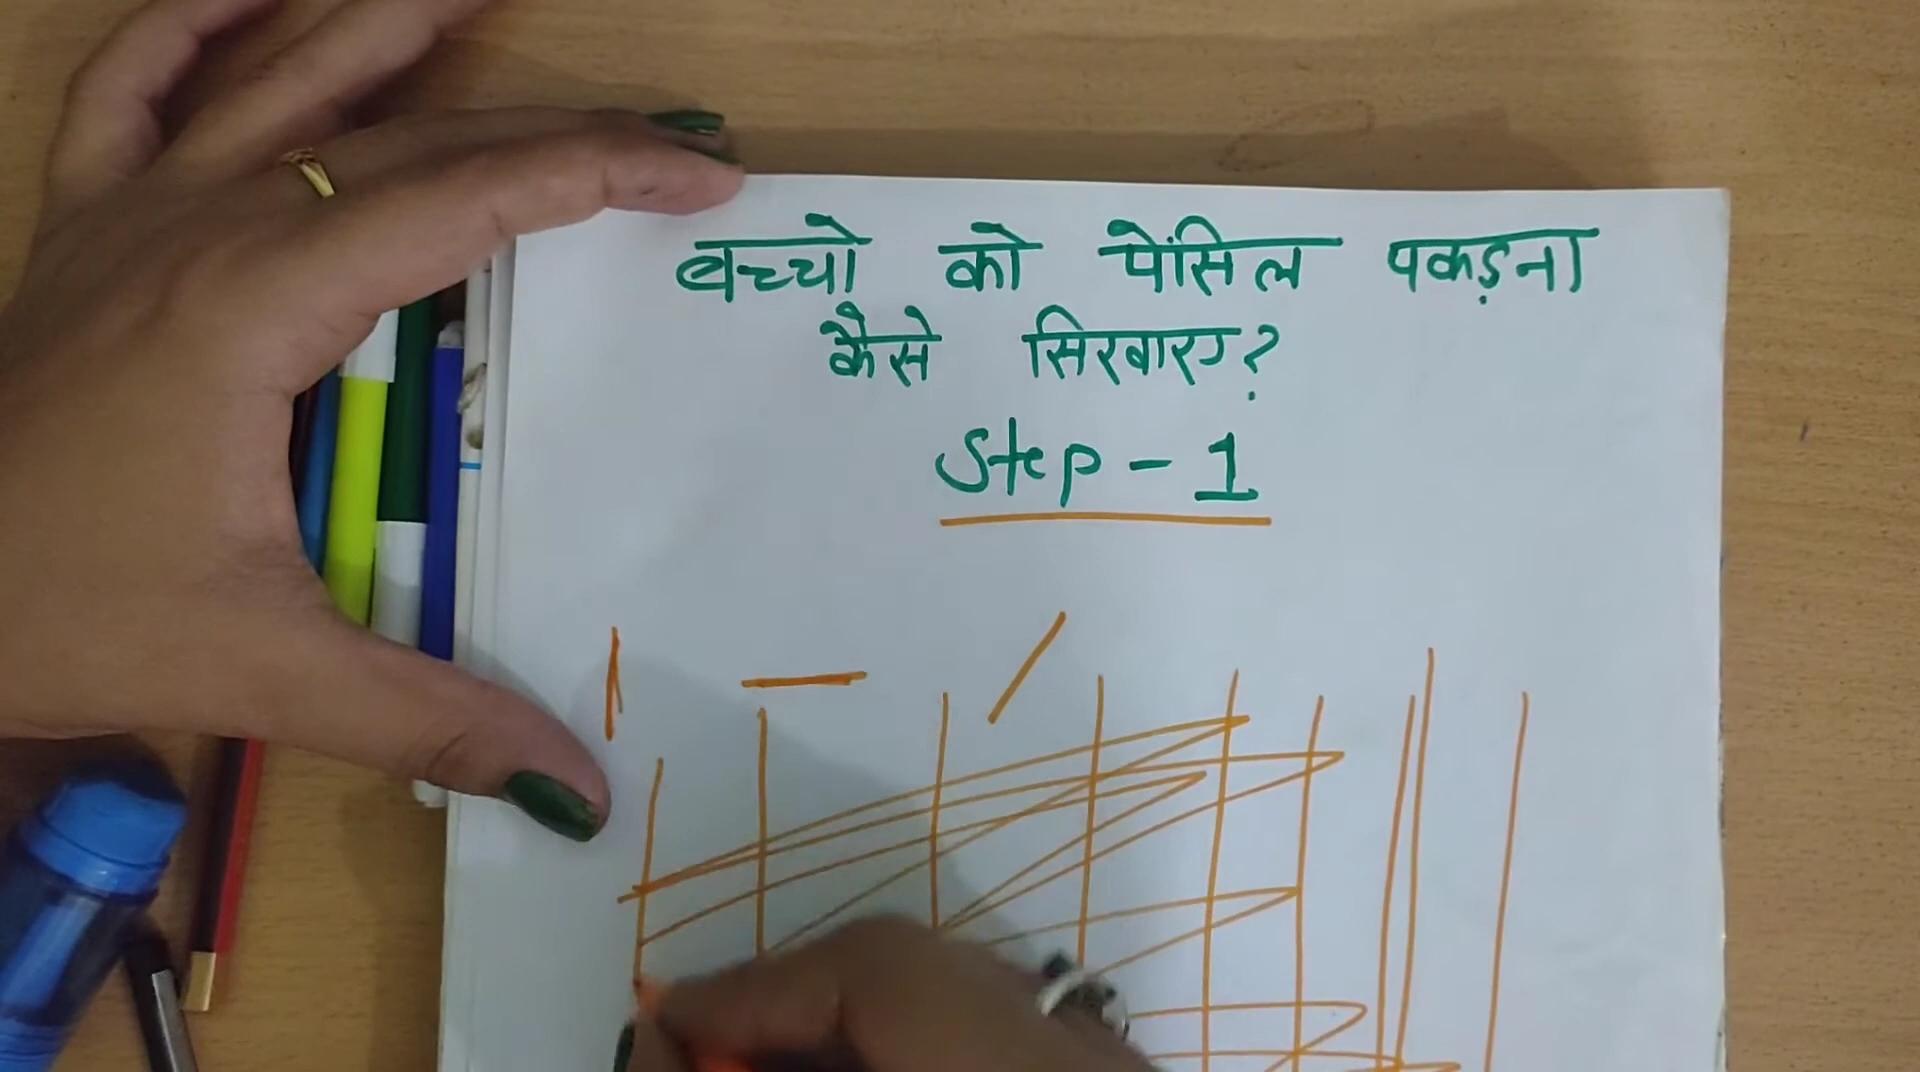 बच्चो को पेंसिल पकड़ना
कैसे सिखाए?
Step - 1